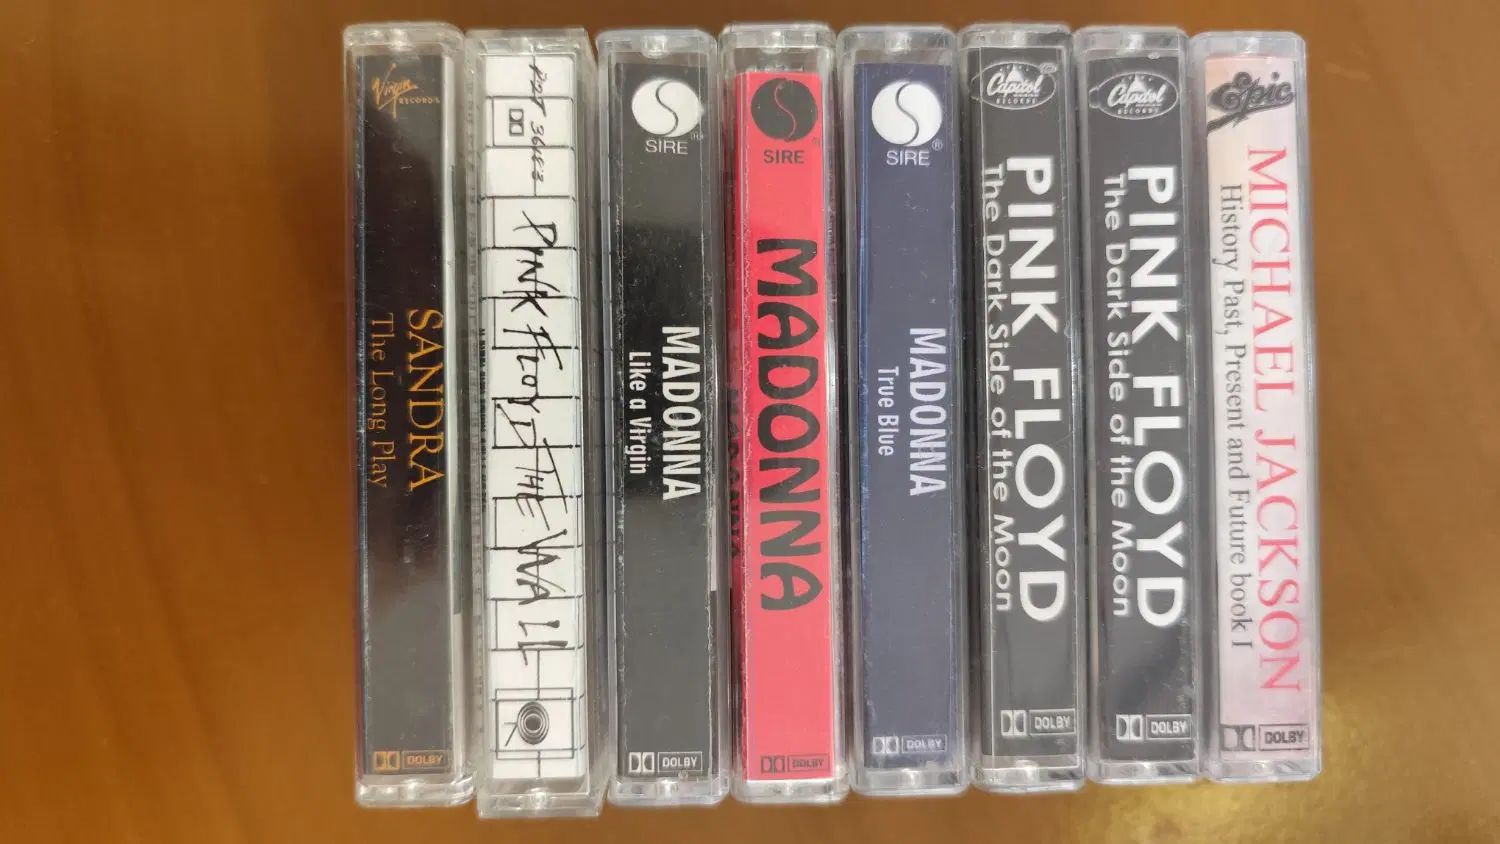 Virgin
RECORDS
SANDRA
The Long Play
DOLBY
PINK FLOYD THE WALL
SIRE
MADONNA
Like a Virgin
DOLBY
SIRE
MADONNA
DOLBY
SIRE
MADONNA
True Blue
DOLBY
Capitol
RECORDS
PINK FLOYD
The Dark Side of the Moon
DOLBY
Capitol
RECORDS
PINK FLOYD
The Dark Side of the Moon
DOLBY
Epic
MICHAEL JACKSON
History Past, Present and Future book I
DOLBY